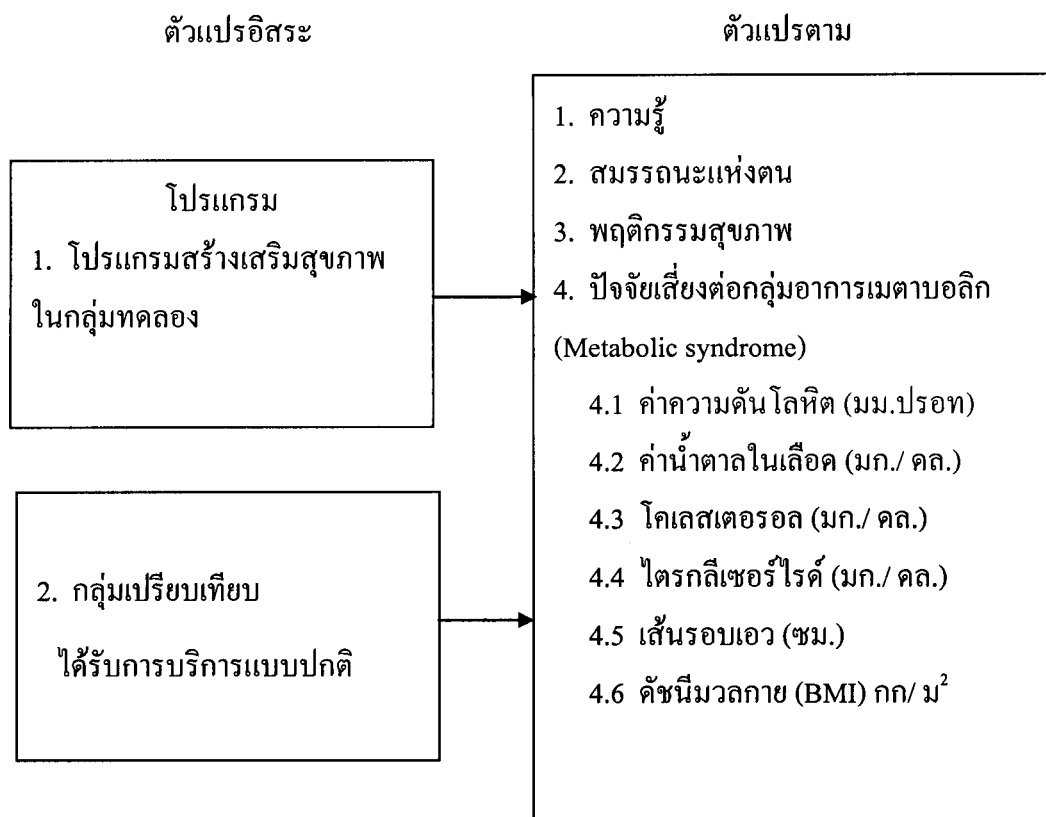 ตัวแปรอิสระ
ตัวแปรตาม
โปรแกรม
1. โปรแกรมสร้างเสริมสุขภาพ
ในกลุ่มทดลอง
2. กลุ่มเปรียบเทียบ
ได้รับการบริการแบบปกติ
1. ความรู้
2. สมรรถนะแห่งตน
3. พฤติกรรมสุขภาพ
4. ปัจจัยเสี่ยงต่อกลุ่มอาการเมตาบอลิก
(Metabolic syndrome)
4.1 ค่าความดันโลหิต (มม.ปรอท)
4.2 ค่าน้ำตาลในเลือด (มก./ ดล.)
4.3 โคเลสเตอรอล (มก./ ดล.)
4.4 ไตรกลีเซอร์ไรด์ (มก./ ดล.)
4.5 เส้นรอบเอว (ซม.)
4.6 ดัชนีมวลกาย (BMI) กก/ ม²